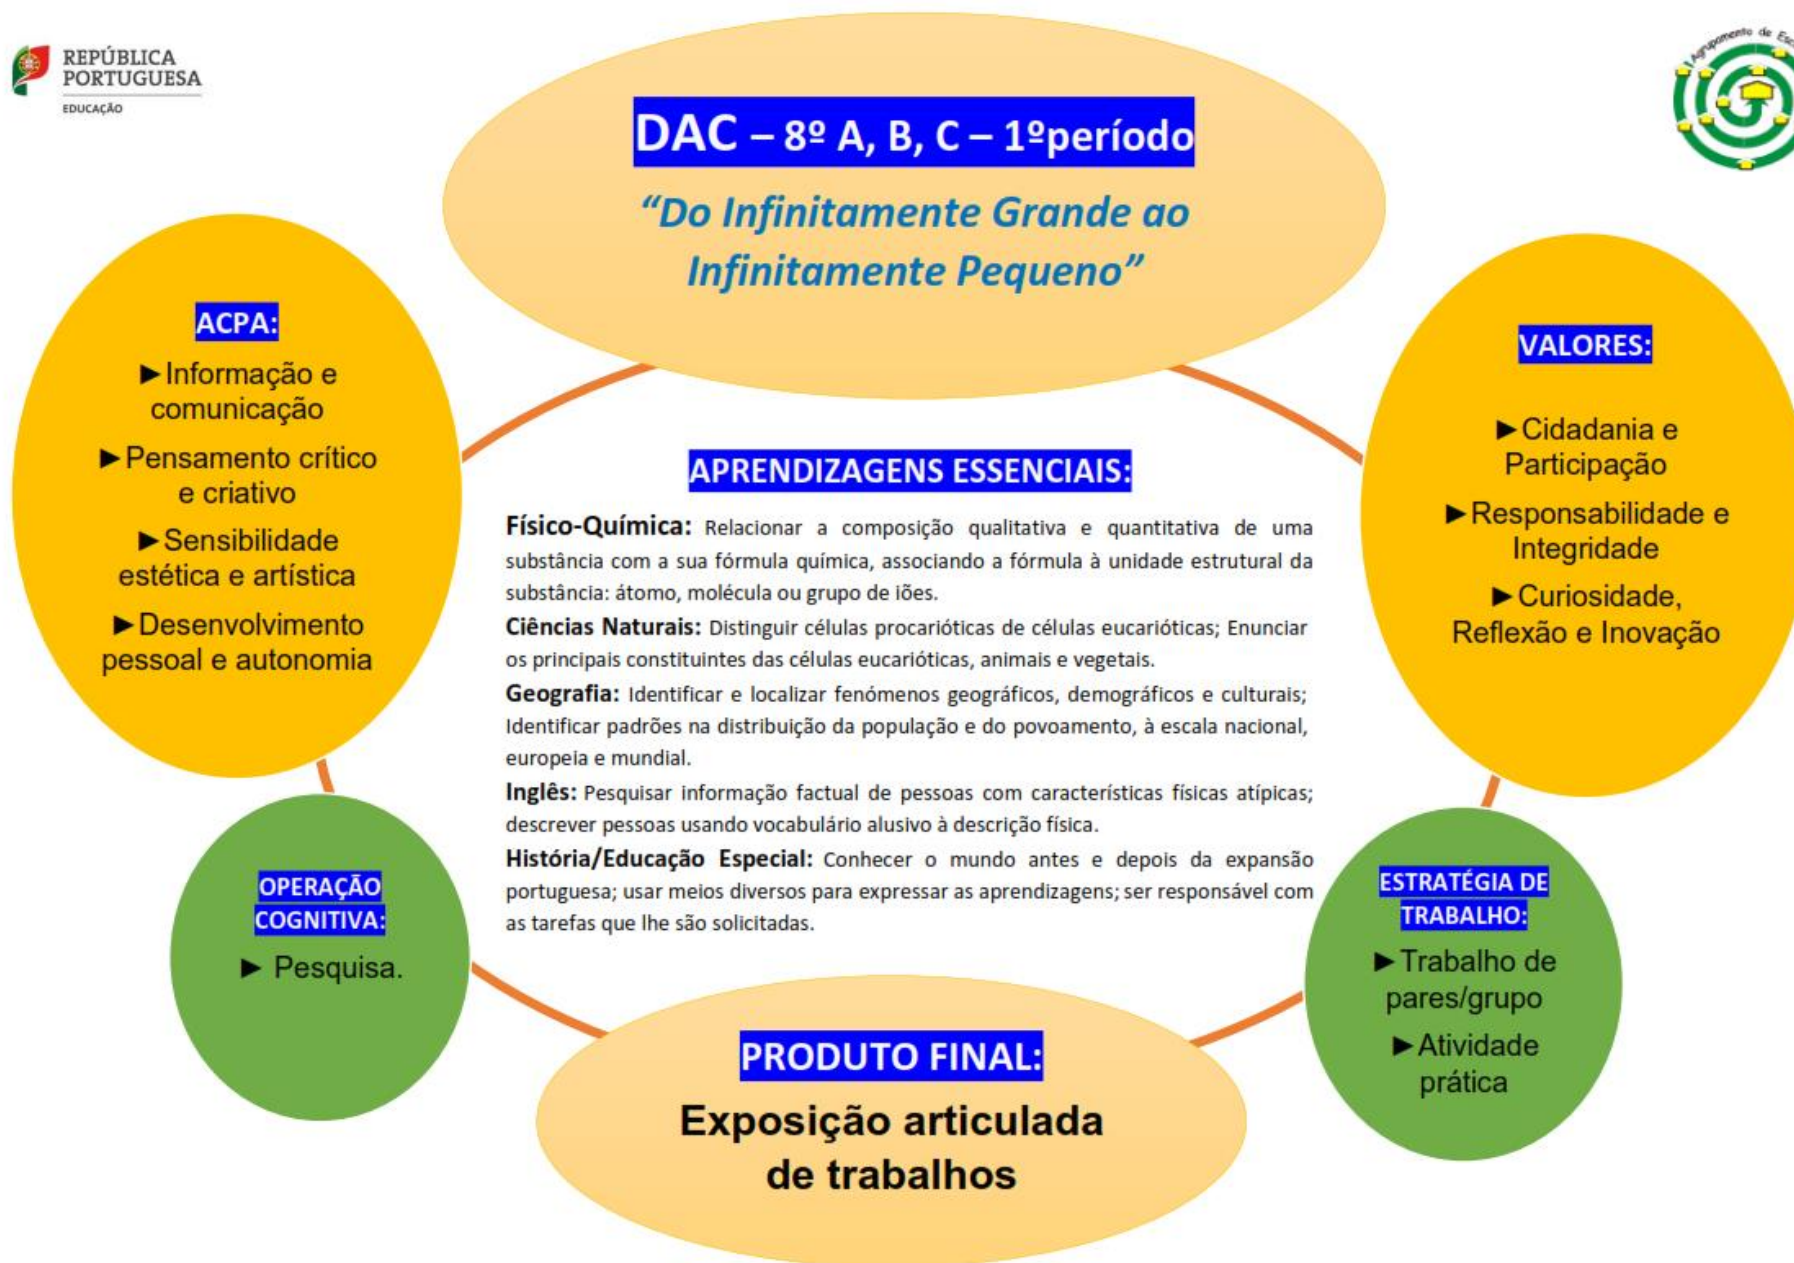 REPÚBLICA
PORTUGUESA
EDUCAÇÃO
Agrupamento de
DAC – 8º A, B, C – 1ºperíodo
“Do Infinitamente Grande ao
Infinitamente Pequeno”
ACPA:
►Informação e
comunicação
►Pensamento crítico
e criativo
►Sensibilidade
estética e artística
►Desenvolvimento
pessoal e autonomia
VALORES:
►Cidadania e
Participação
►Responsabilidade e
Integridade
►Curiosidade,
Reflexão e Inovação
APRENDIZAGENS ESSENCIAIS:
Físico-Química: Relacionar a composição qualitativa e quantitativa de uma
substância com a sua fórmula química, associando a fórmula à unidade estrutural da
substância: átomo, molécula ou grupo de iões.
Ciências Naturais: Distinguir células procarióticas de células eucarióticas; Enunciar
os principais constituintes das células eucarióticas, animais e vegetais.
Geografia: Identificar e localizar fenómenos geográficos, demográficos e culturais;
Identificar padrões na distribuição da população e do povoamento, à escala nacional,
europeia e mundial.
Inglês: Pesquisar informação factual de pessoas com características físicas atípicas;
descrever pessoas usando vocabulário alusivo à descrição física.
História/Educação Especial: Conhecer o mundo antes e depois da expansão
portuguesa; usar meios diversos para expressar as aprendizagens; ser responsável com
as tarefas que lhe são solicitadas.
OPERAÇÃO
COGNITIVA:
► Pesquisa.
ESTRATÉGIA DE
TRABALHO:
►Trabalho de
pares/grupo
►Atividade
prática
PRODUTO FINAL:
Exposição articulada
de trabalhos